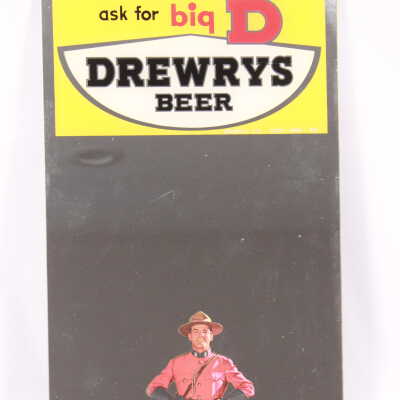 ask for big D
DREWRYS
BEER